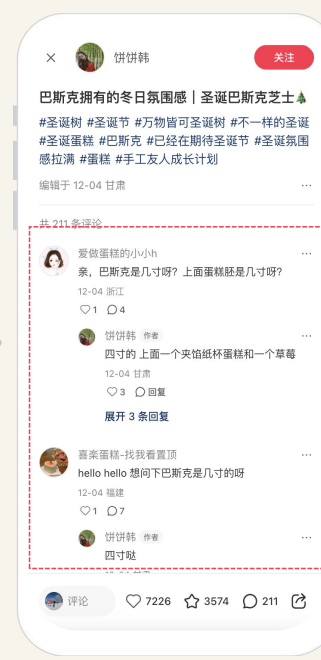 饼饼韩
关注
巴斯克拥有的冬日氛围感｜圣诞巴斯克芝士🎄
#圣诞树 #圣诞节 #万物皆可圣诞树 #不一样的圣诞
#圣诞蛋糕 #巴斯克 #已经在期待圣诞节 #圣诞氛围
感拉满 #蛋糕 #手工友人成长计划
编辑于 12-04 甘肃
共 211 条评论
爱做蛋糕的小小h
亲，巴斯克是几寸呀？上面蛋糕胚是几寸呢？
12-04 浙江
1 4
饼饼韩 作者
四寸的 上面一个夹馅纸杯蛋糕和一个草莓
12-04 甘肃
3 回复
展开 3 条回复
喜楽蛋糕-找我看置顶
hello hello 想问下巴斯克是几寸的呀
12-04 福建
1 7
饼饼韩 作者
四寸哒
评论 7226 3574 211